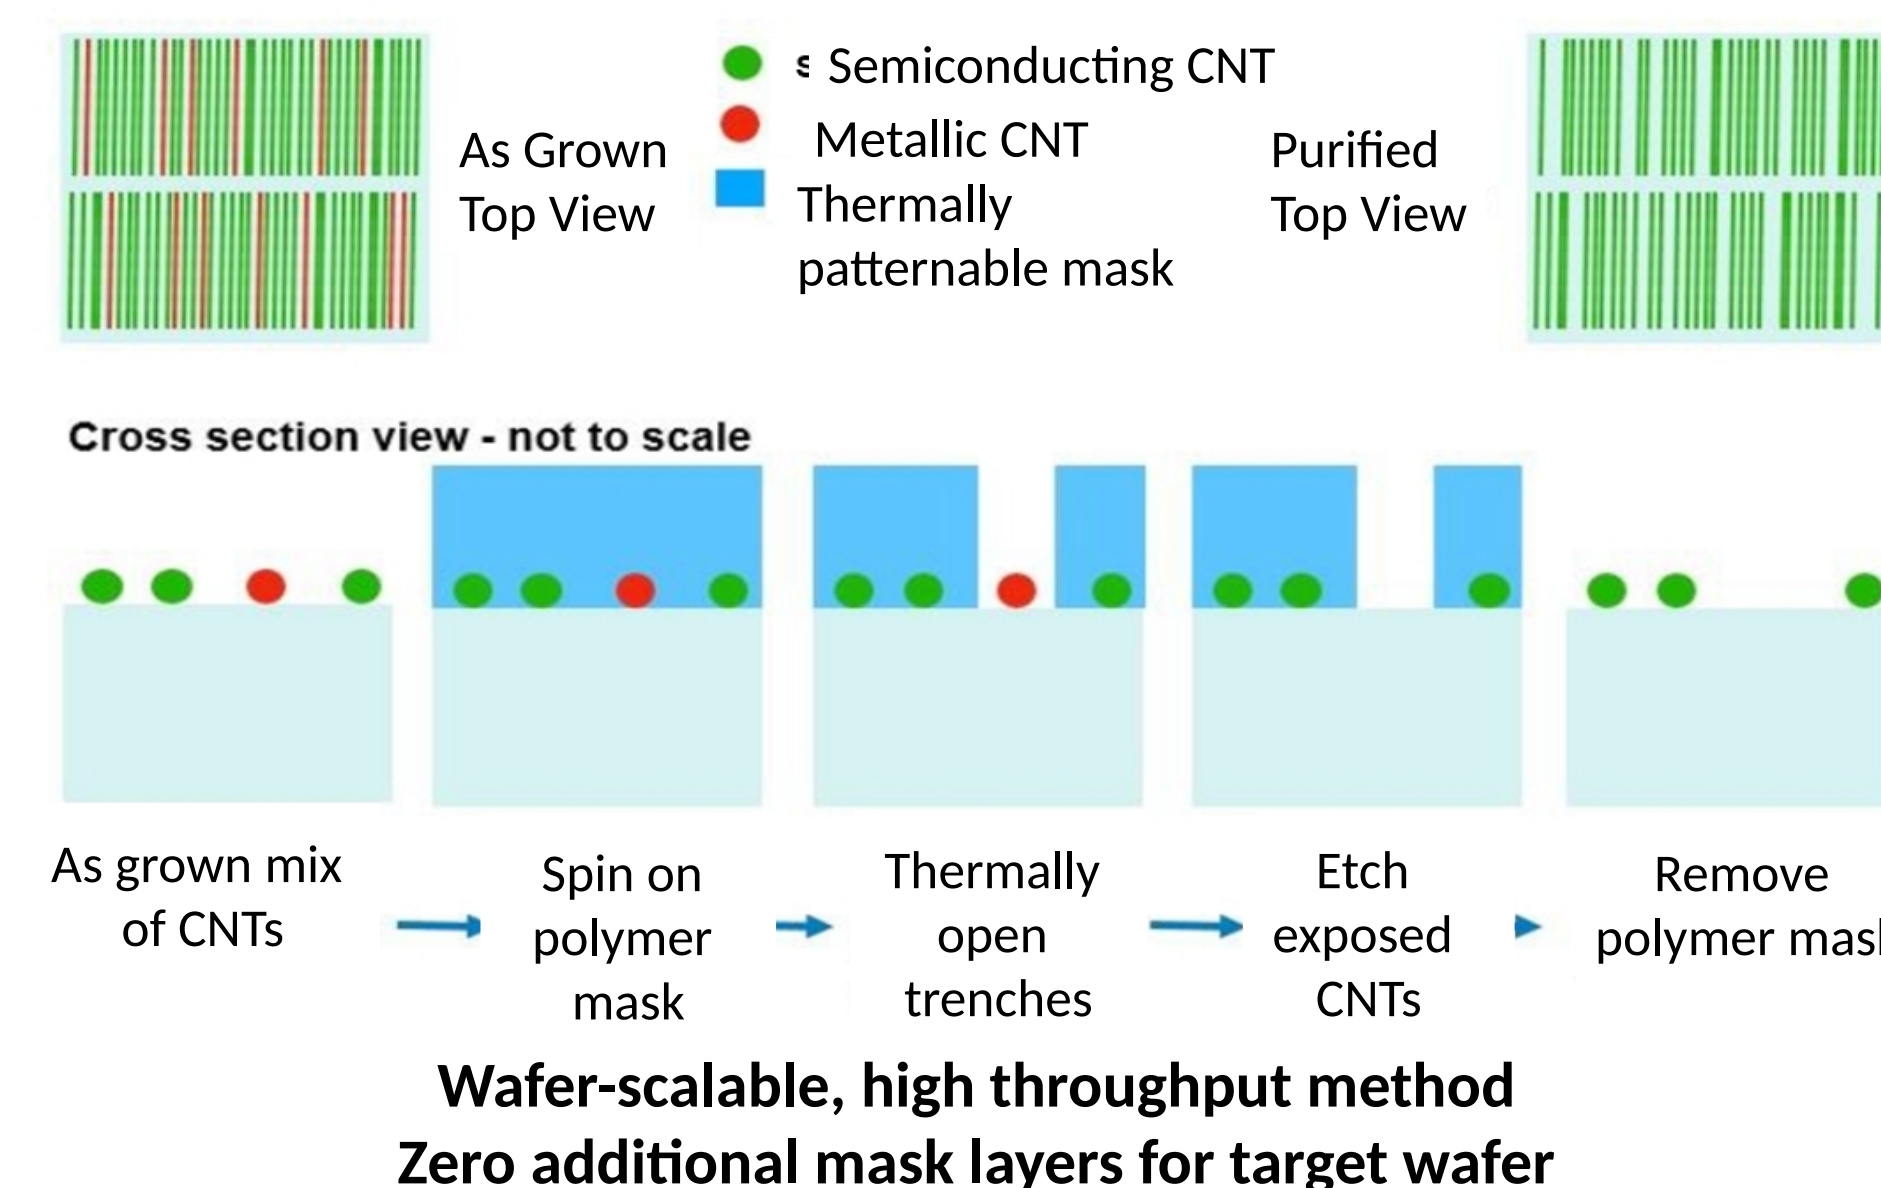 s Semiconducting CNT
Metallic CNT
As Grown
Top View
Thermally
patternable mask
Purified
Top View
Cross section view - not to scale
As grown mix
of CNTs
Spin on
polymer
mask
Thermally
open
trenches
Etch
exposed
CNTs
Remove
polymer mask
Wafer-scalable, high throughput method
Zero additional mask layers for target wafer